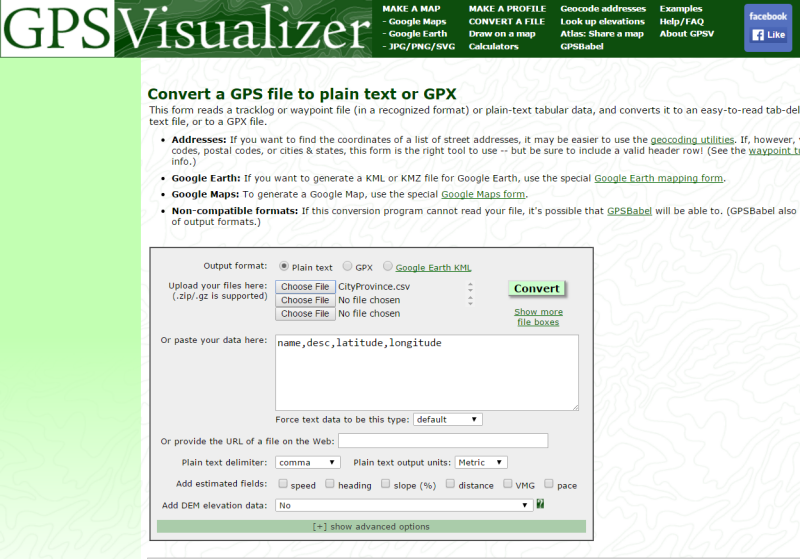 GPSVisualizer
MAKE A MAP
- Google Maps
- Google Earth
- JPG/PNG/SVG
MAKE A PROFILE
CONVERT A FILE
Draw on a map
Calculators
Geocode addresses
Look up elevations
Atlas: Share a map
GPSBabel
Examples
Help/FAQ
About GPSV
facebook
Like
Convert a GPS file to plain text or GPX
This form reads a tracklog or waypoint file (in a recognized format) or plain-text tabular data, and converts it to an easy-to-read tab-del
text file, or to a GPX file.
• Addresses: If you want to find the coordinates of a list of street addresses, it may be easier to use the geocoding utilities. If, however,
codes, postal codes, or cities & states, this form is the right tool to use -- but be sure to include a valid header row! (See the waypoint
info.)
• Google Earth: If you want to generate a KML or KMZ file for Google Earth, use the special Google Earth mapping form.
• Google Maps: To generate a Google Map, use the special Google Maps form.
• Non-compatible formats: If this conversion program cannot read your file, it's possible that GPSBabel will be able to. (GPSBabel also
of output formats.)
Output format: Plain text GPX Google Earth KML
Upload your files here: Choose File CityProvince.csv
(.zip/.gz is supported) Choose File No file chosen
Choose File No file chosen
Convert
Show more
file boxes
Or paste your data here: name,desc,latitude,longitude
Force text data to be this type: default
Or provide the URL of a file on the Web:
Plain text delimiter: comma Plain text output units: Metric
Add estimated fields: speed heading slope (%) distance VMG pace
Add DEM elevation data: No ?
[+] show advanced options